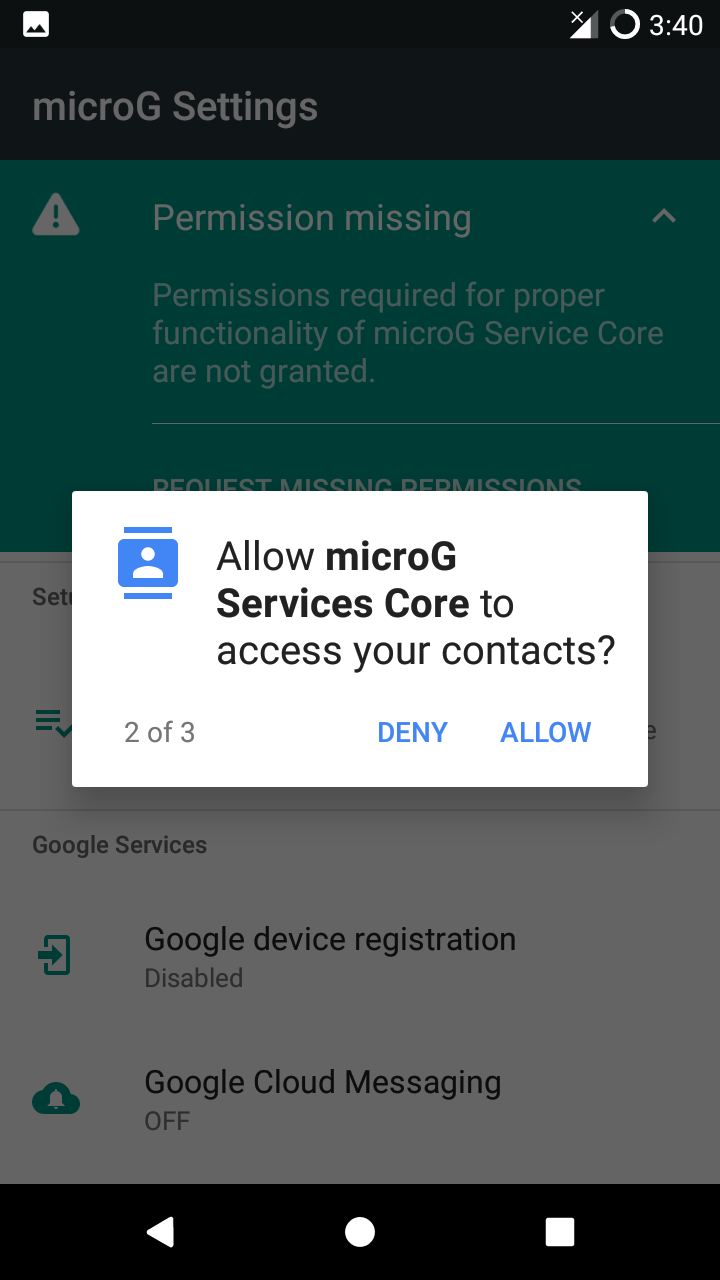 3:40
microG Settings
Permission missing
Permissions required for proper
functionality of microG Service Core
are not granted.
REQUEST MISSING PERMISSIONS
Allow microG
Services Core to
access your contacts?
2 of 3
DENY
ALLOW
Google Services
Google device registration
Disabled
Google Cloud Messaging
OFF